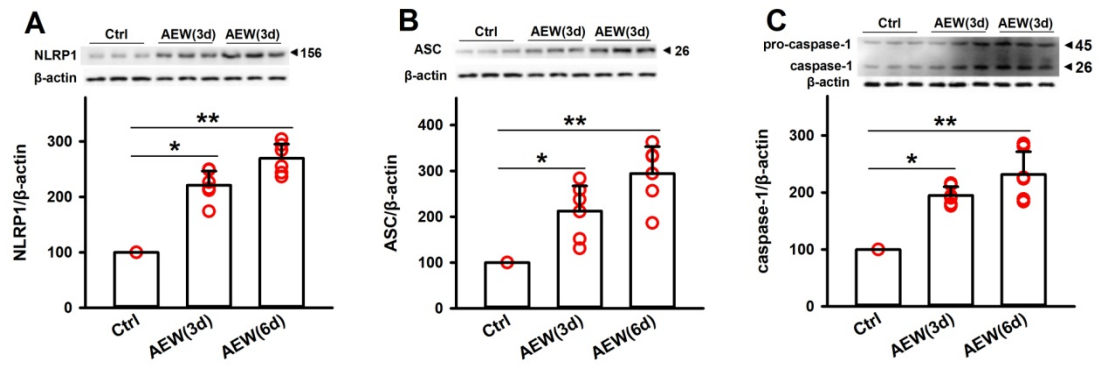 A
Ctrl AEW(3d) AEW(3d)
NLRP1 156
β-actin
NLRP1/β-actin
300
200
100
0
**
*
Ctrl AEW(3d) AEW(6d)
B
Ctrl AEW(3d) AEW(3d)
ASC 26
β-actin
ASC/β-actin
400
300
200
100
0
**
*
Ctrl AEW(3d) AEW(6d)
C
Ctrl AEW(3d) AEW(3d)
pro-caspase-1 45
caspase-1 26
β-actin
caspase-1/β-actin
300
200
100
0
**
*
Ctrl AEW(3d) AEW(6d)